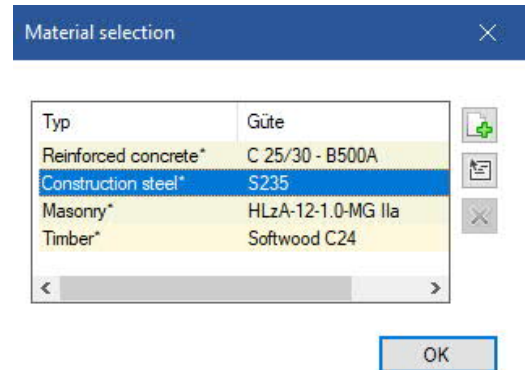 Material selection
Typ Güte
Reinforced concrete* C 25/30 - B500A
Construction steel* S235
Masonry* HLzA-12-1.0-MG IIa
Timber* Softwood C24
OK